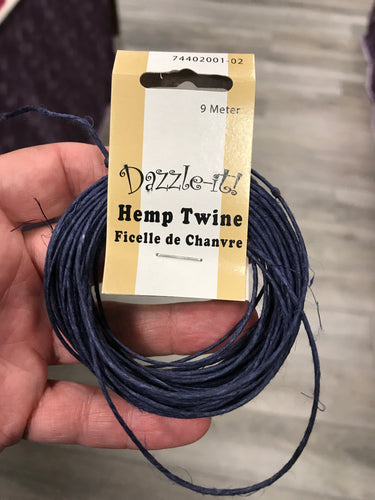 74402001-02
9 Meter
Dazzle-it!
Hemp Twine
Ficelle de Chanvre